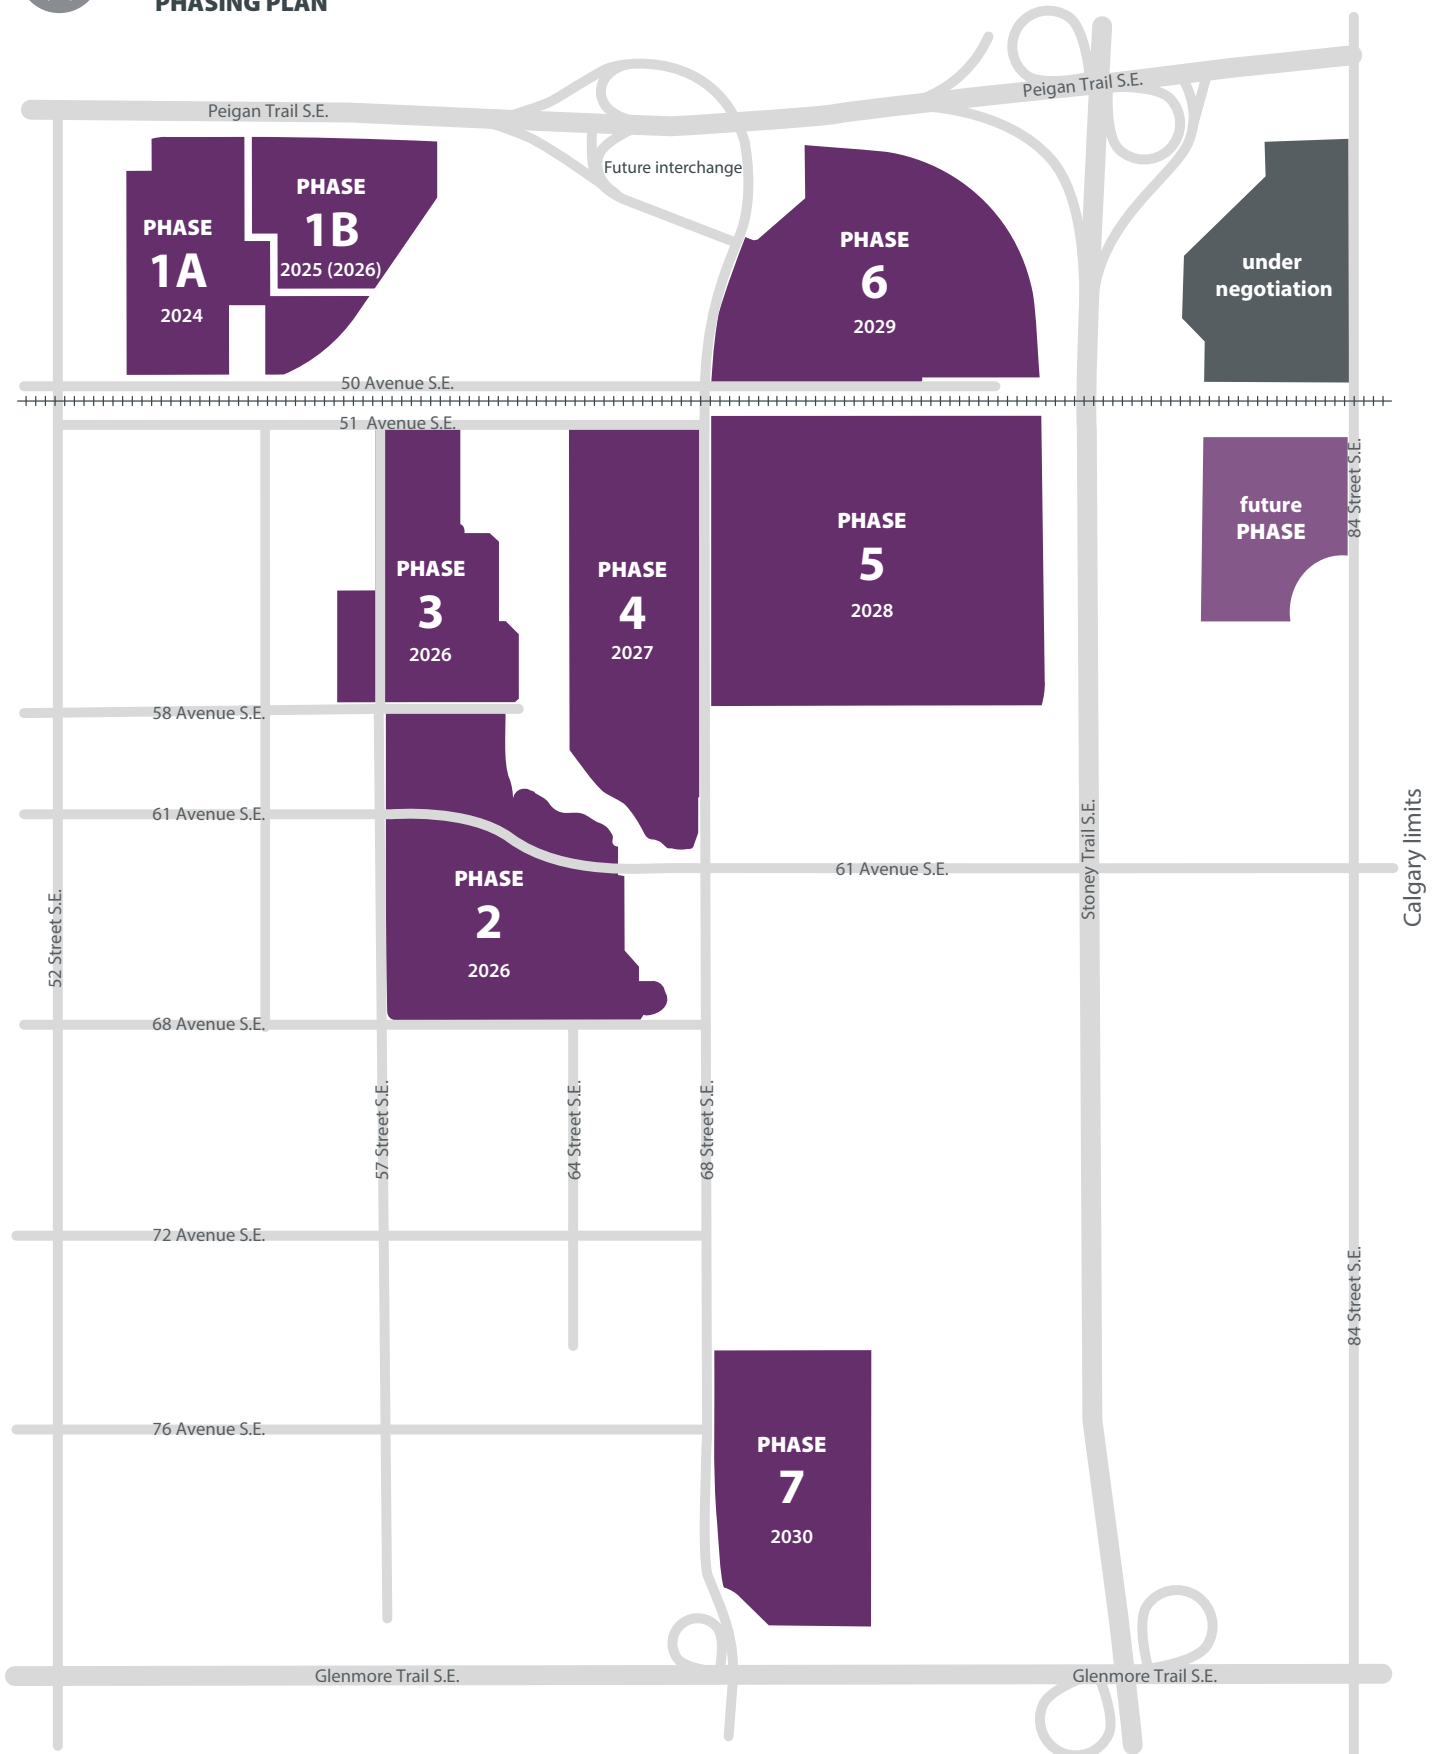 PHASING PLAN
Peigan Trail S.E.
Peigan Trail S.E.
Future interchange
PHASE
1A
2024
PHASE
1B
2025 (2026)
PHASE
6
2029
under
negotiation
50 Avenue S.E.
51 Avenue S.E.
84 Street S.E.
future
PHASE
PHASE
3
2026
PHASE
4
2027
PHASE
5
2028
58 Avenue S.E.
61 Avenue S.E.
61 Avenue S.E.
Stoney Trail S.E.
Calgary limits
52 Street S.E.
PHASE
2
2026
68 Avenue S.E.
57 Street S.E.
64 Street S.E.
68 Street S.E.
72 Avenue S.E.
84 Street S.E.
76 Avenue S.E.
PHASE
7
2030
Glenmore Trail S.E.
Glenmore Trail S.E.